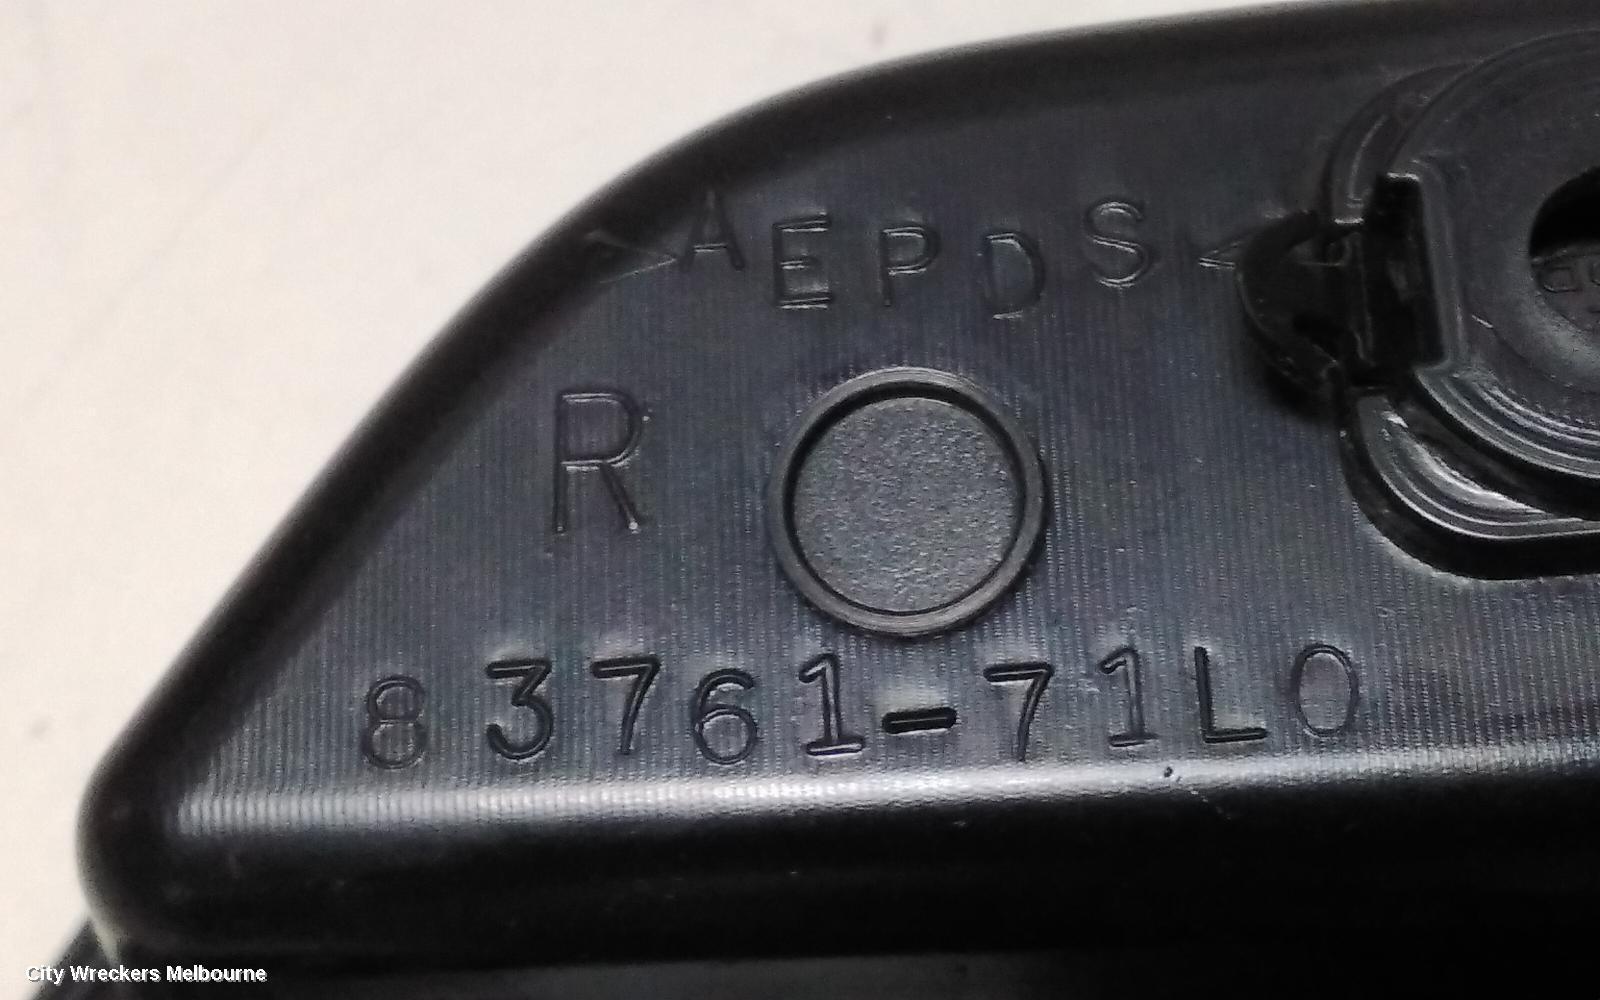 >AEPDS<
R
83761-71L0
City Wreckers Melbourne